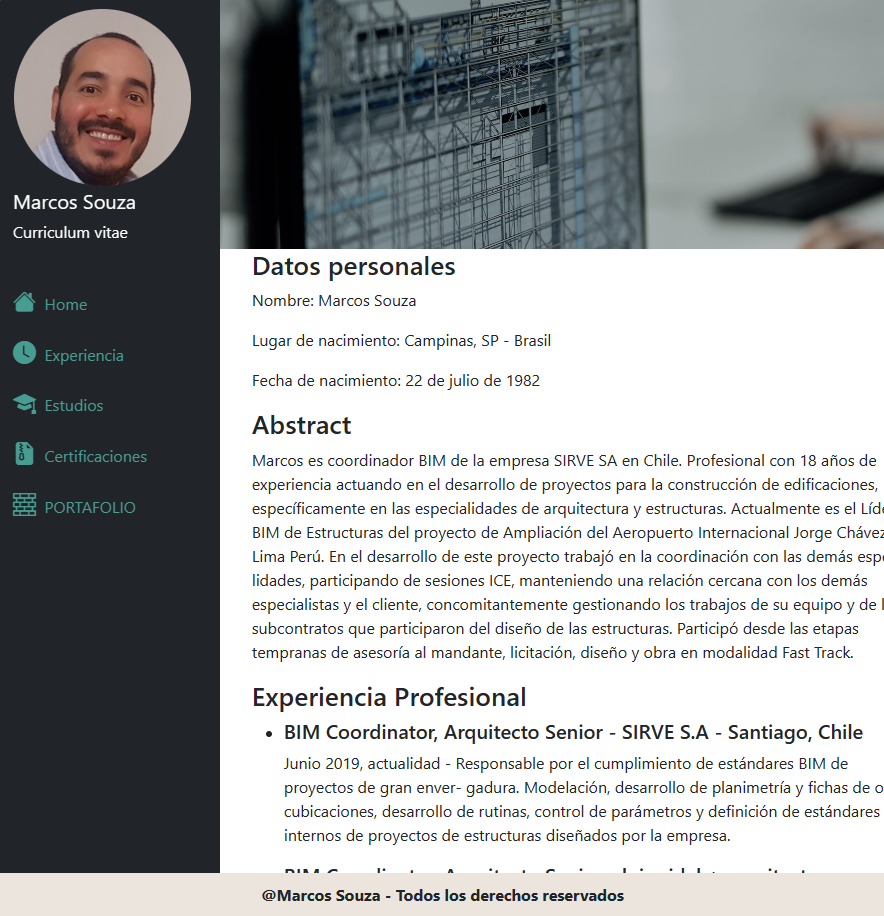 Marcos Souza
Curriculum vitae
Home
Experiencia
Estudios
Certificaciones
PORTAFOLIO
Datos personales
Nombre: Marcos Souza
Lugar de nacimiento: Campinas, SP - Brasil
Fecha de nacimiento: 22 de julio de 1982
Abstract
Marcos es coordinador BIM de la empresa SIRVE SA en Chile. Profesional con 18 años de
experiencia actuando en el desarrollo de proyectos para la construcción de edificaciones,
específicamente en las especialidades de arquitectura y estructuras. Actualmente es el
BIM de Estructuras del proyecto de Ampliación del Aeropuerto Internacional Jorge Chávez
Lima Perú. En el desarrollo de este proyecto trabajó en la coordinación con las demás
lidades, participando de sesiones ICE, manteniendo una relación cercana con los demás
especialistas y el cliente, concomitantemente gestionando los trabajos de su equipo y de
subcontratos que participaron del diseño de las estructuras. Participó desde las etapas
tempranas de asesoría al mandante, licitación, diseño y obra en modalidad Fast Track.
Experiencia Profesional
BIM Coordinator, Arquitecto Senior - SIRVE S.A - Santiago, Chile
Junio 2019, actualidad - Responsable por el cumplimiento de estándares BIM de
proyectos de gran enver- gadura. Modelación, desarrollo de planimetría y fichas de
cubicaciones, desarrollo de rutinas, control de parámetros y definición de estándares
internos de proyectos de estructuras diseñados por la empresa.
@Marcos Souza - Todos los derechos reservados